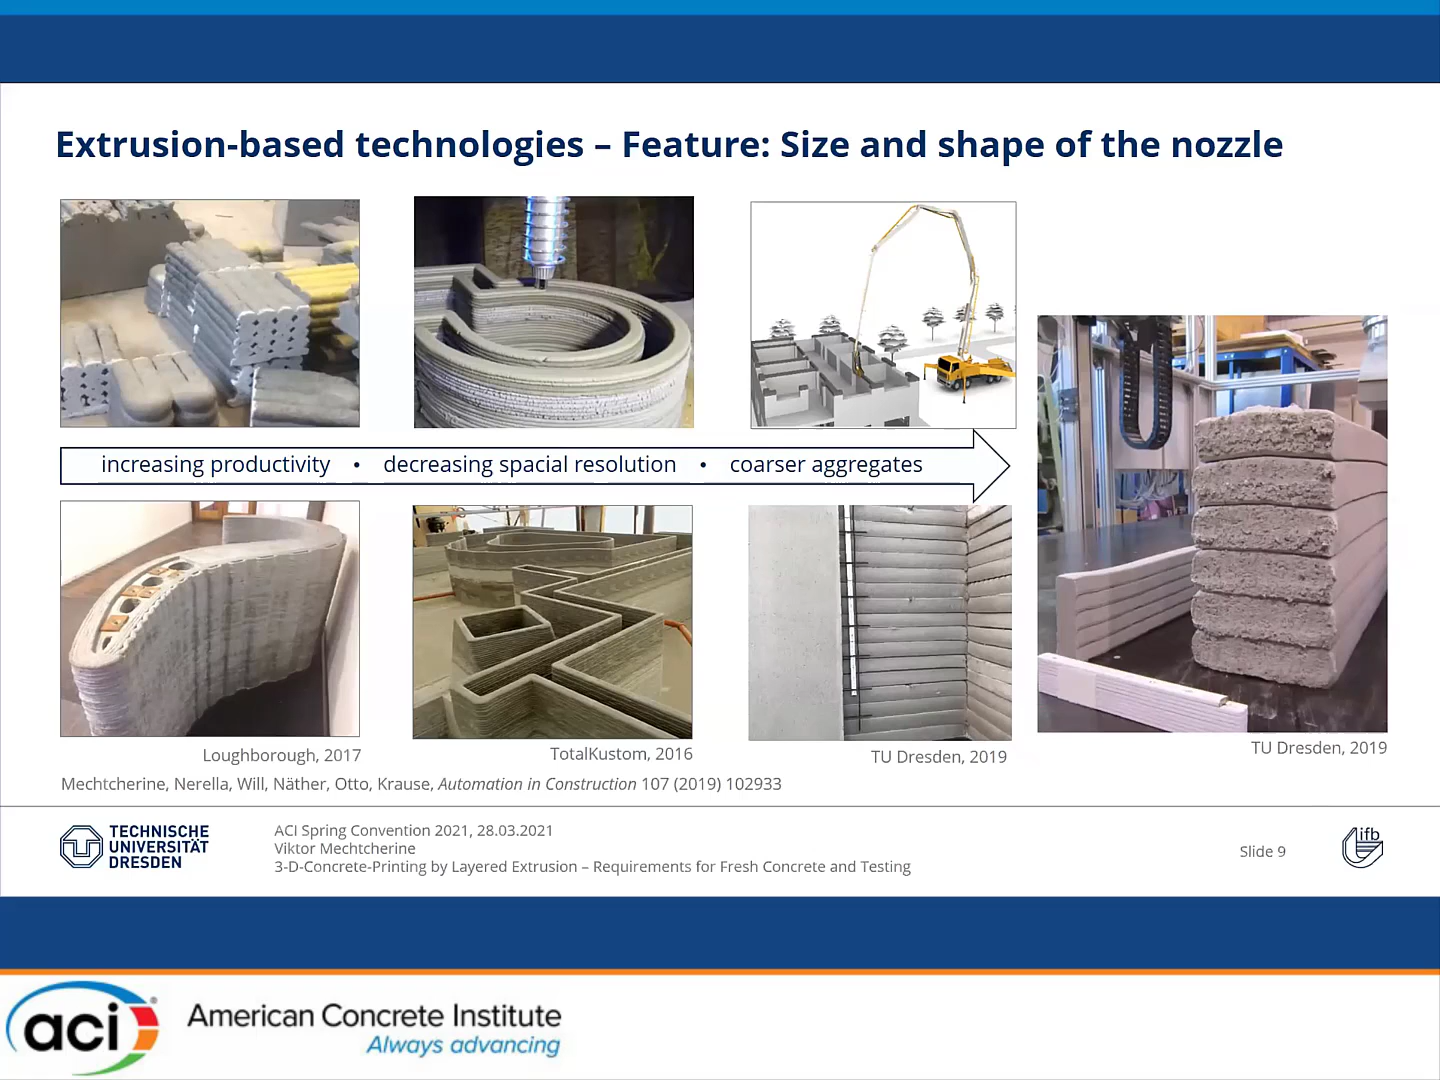 Extrusion-based technologies – Feature: Size and shape of the nozzle
increasing productivity • decreasing spacial resolution • coarser aggregates
Loughborough, 2017
TotalKustom, 2016
TU Dresden, 2019
TU Dresden, 2019
Mechtcherine, Nerella, Will, Näther, Otto, Krause, Automation in Construction 107 (2019) 102933
TECHNISCHE
UNIVERSITÄT
DRESDEN
ACI Spring Convention 2021, 28.03.2021
Viktor Mechtcherine
3-D-Concrete-Printing by Layered Extrusion – Requirements for Fresh Concrete and Testing
Slide 9
ifb
aci
American Concrete Institute
Always advancing